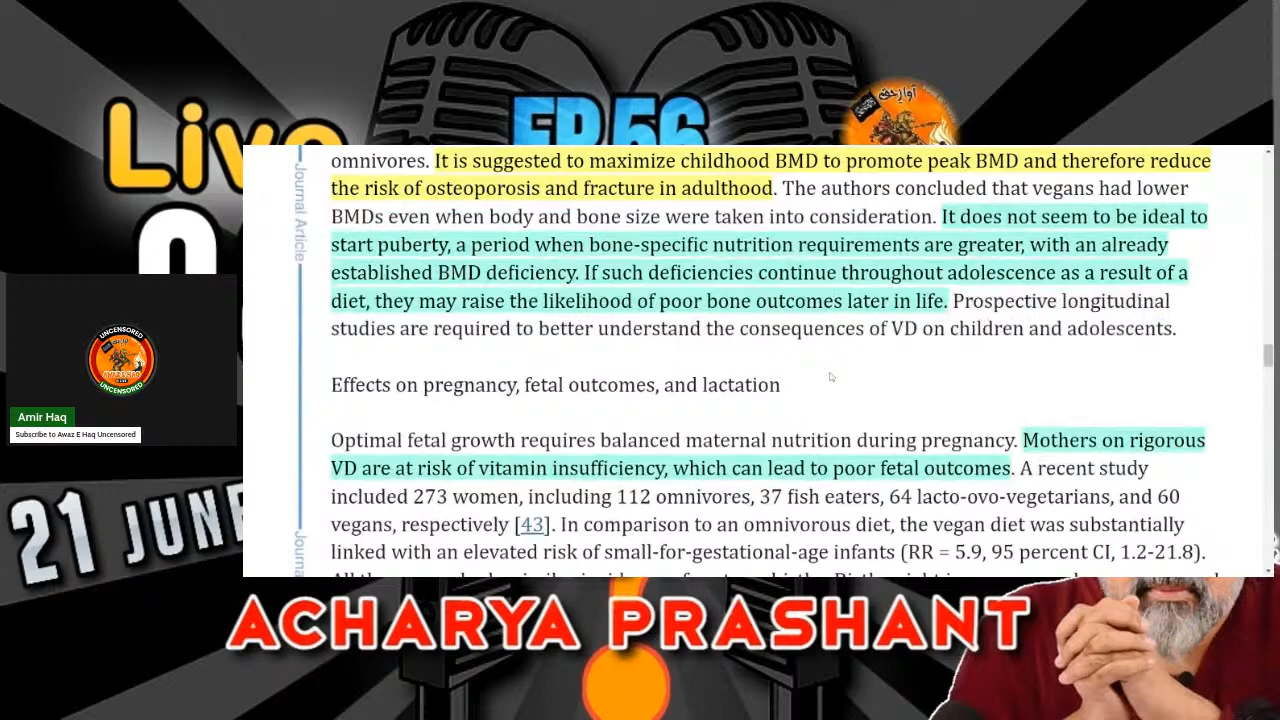 Live
EP 56
آوازِ حق
omnivores. It is suggested to maximize childhood BMD to promote peak BMD and therefore reduce
the risk of osteoporosis and fracture in adulthood. The authors concluded that vegans had lower
BMDs even when body and bone size were taken into consideration. It does not seem to be ideal to
start puberty, a period when bone-specific nutrition requirements are greater, with an already
established BMD deficiency. If such deficiencies continue throughout adolescence as a result of a
diet, they may raise the likelihood of poor bone outcomes later in life. Prospective longitudinal
studies are required to better understand the consequences of VD on children and adolescents.
Effects on pregnancy, fetal outcomes, and lactation
Optimal fetal growth requires balanced maternal nutrition during pregnancy. Mothers on rigorous
VD are at risk of vitamin insufficiency, which can lead to poor fetal outcomes. A recent study
included 273 women, including 112 omnivores, 37 fish eaters, 64 lacto-ovo-vegetarians, and 60
vegans, respectively [43]. In comparison to an omnivorous diet, the vegan diet was substantially
linked with an elevated risk of small-for-gestational-age infants (RR = 5.9, 95 percent CI, 1.2-21.8).
Journal Article
Journa
UNCENSORED
AWAZ E HAQ
UNCENSORED
Amir Haq
Subscribe to Awaz E Haq Uncensored
21 JUNE
ACHARYA PRASHANT